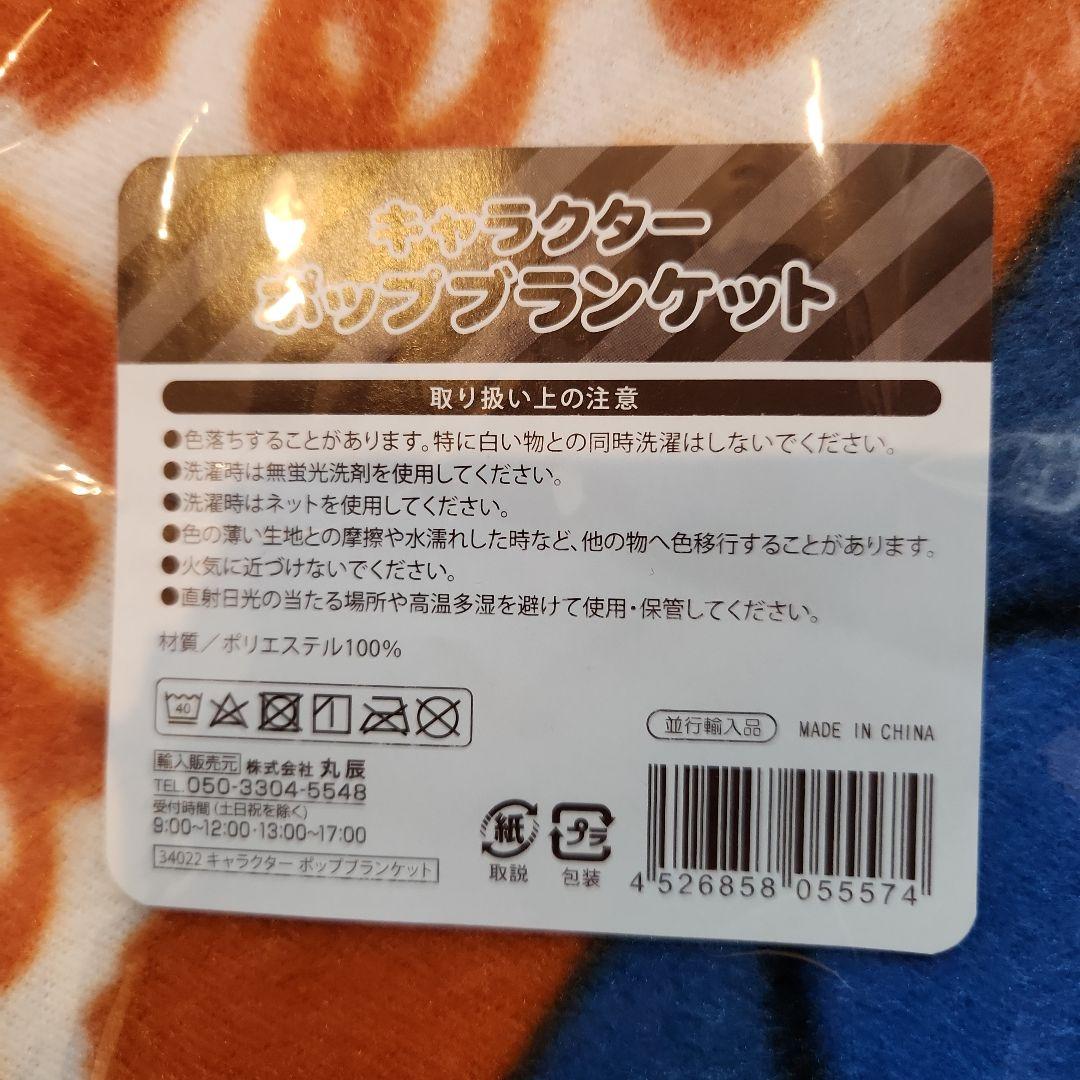 キャラクター
ポップブランケット
取り扱い上の注意
●色落ちすることがあります。特に白い物との同時洗濯はしないでください。
●洗濯時は無蛍光洗剤を使用してください。
●洗濯時はネットを使用してください。
●色の薄い生地との摩擦や水濡れした時など、他の物へ色移行することがあります。
●火気に近づけないでください。
●直射日光の当たる場所や高温多湿を避けて使用・保管してください。
材質／ポリエステル100%
40
並行輸入品 MADE IN CHINA
輸入販売元 株式会社 丸辰
TEL.050-3304-5548
受付時間(土日祝を除く)
9:00~12:00・13:00~17:00
34022 キャラクター ポップブランケット
紙 プラ
取説 包装
4 526858 055574